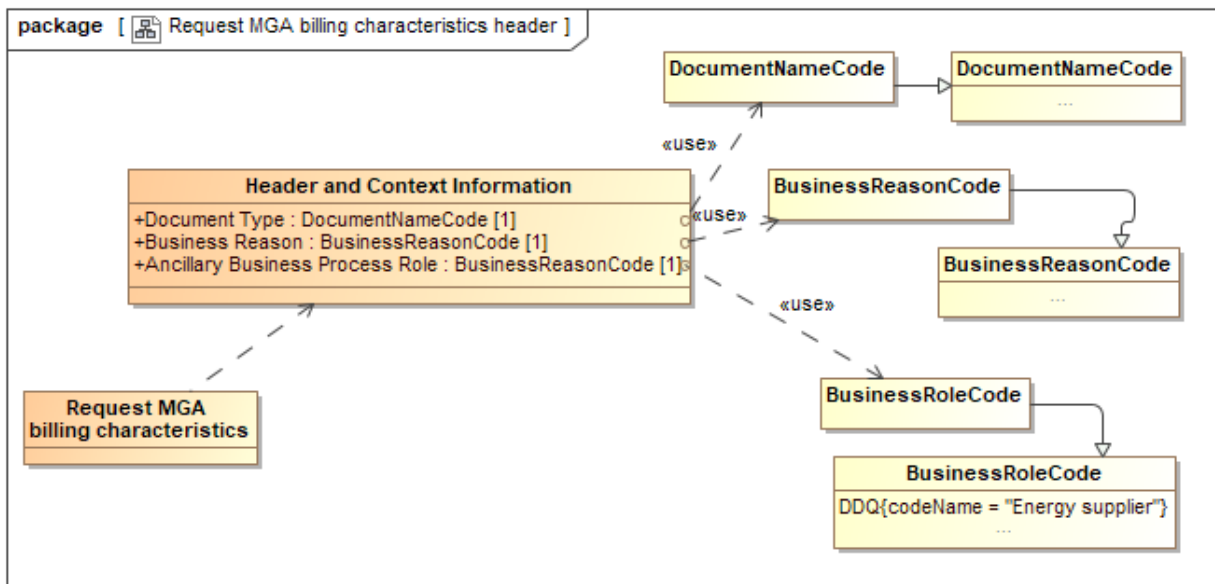 package [ Request MGA billing characteristics header ]
DocumentNameCode
DocumentNameCode
...
«use»
Header and Context Information
+Document Type : DocumentNameCode [1]
+Business Reason : BusinessReasonCode [1]
+Ancillary Business Process Role : BusinessReasonCode [1]
«use»
BusinessReasonCode
BusinessReasonCode
...
«use»
Request MGA
billing characteristics
BusinessRoleCode
BusinessRoleCode
DDQ{codeName = "Energy supplier"}
...